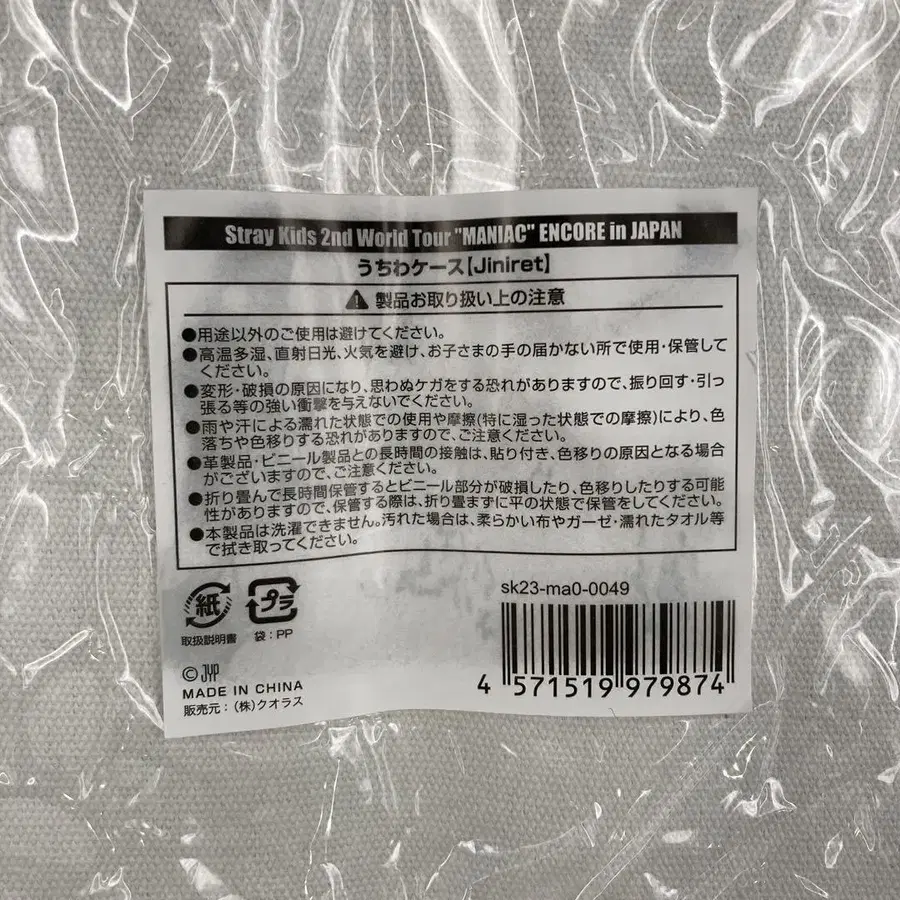 Stray Kids 2nd World Tour "MANIAC" ENCORE in JAPAN
うちわケース【Jiniret】
製品お取り扱い上の注意
●用途以外のご使用は避けてください。
●高温多湿、直射日光、火気を避け、お子さまの手の届かない所で使用・保管して
ください。
●変形・破損の原因になり、思わぬケガをする恐れがありますので、振り回す・引っ
張る等の強い衝撃を与えないでください。
●雨や汗による濡れた状態での使用や摩擦(特に湿った状態での摩擦)により、色
落ちや色移りする恐れがありますので、ご注意ください。
●革製品・ビニール製品との長時間の接触は、貼り付き、色移りの原因となる場合
がございますので、ご注意ください。
●折り畳んで長時間保管するとビニール部分が破損したり、色移りしたりする可能
性がありますので、保管する際は、折り畳まずに平の状態で保管をしてください。
●本製品は洗濯できません。汚れた場合は、柔らかい布やガーゼ・濡れたタオル等
で拭き取ってください。
紙 プラ
取扱説明書 袋：PP
sk23-ma0-0049
4 571519 979874
© JYP
MADE IN CHINA
販売元：(株)クオラス